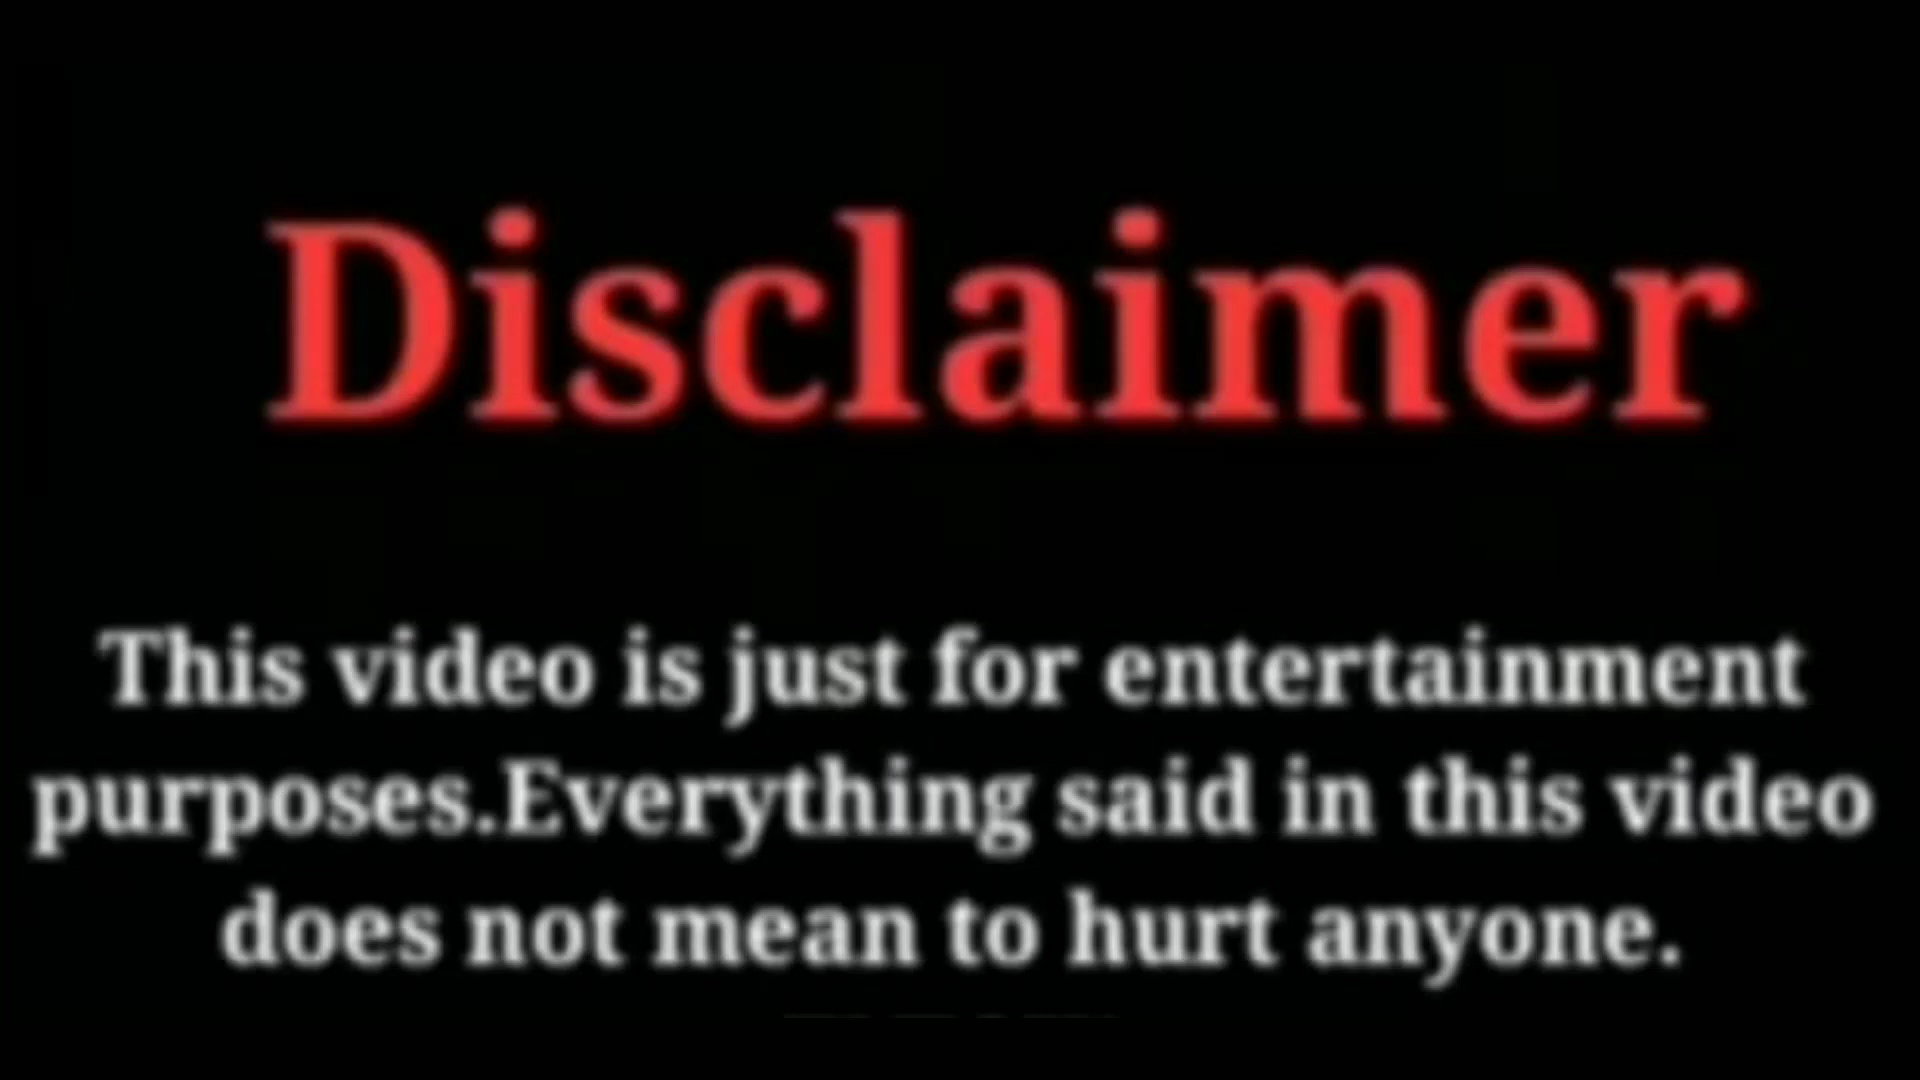 Disclaimer
This video is just for entertainment
purposes.Everything said in this video
does not mean to hurt anyone.